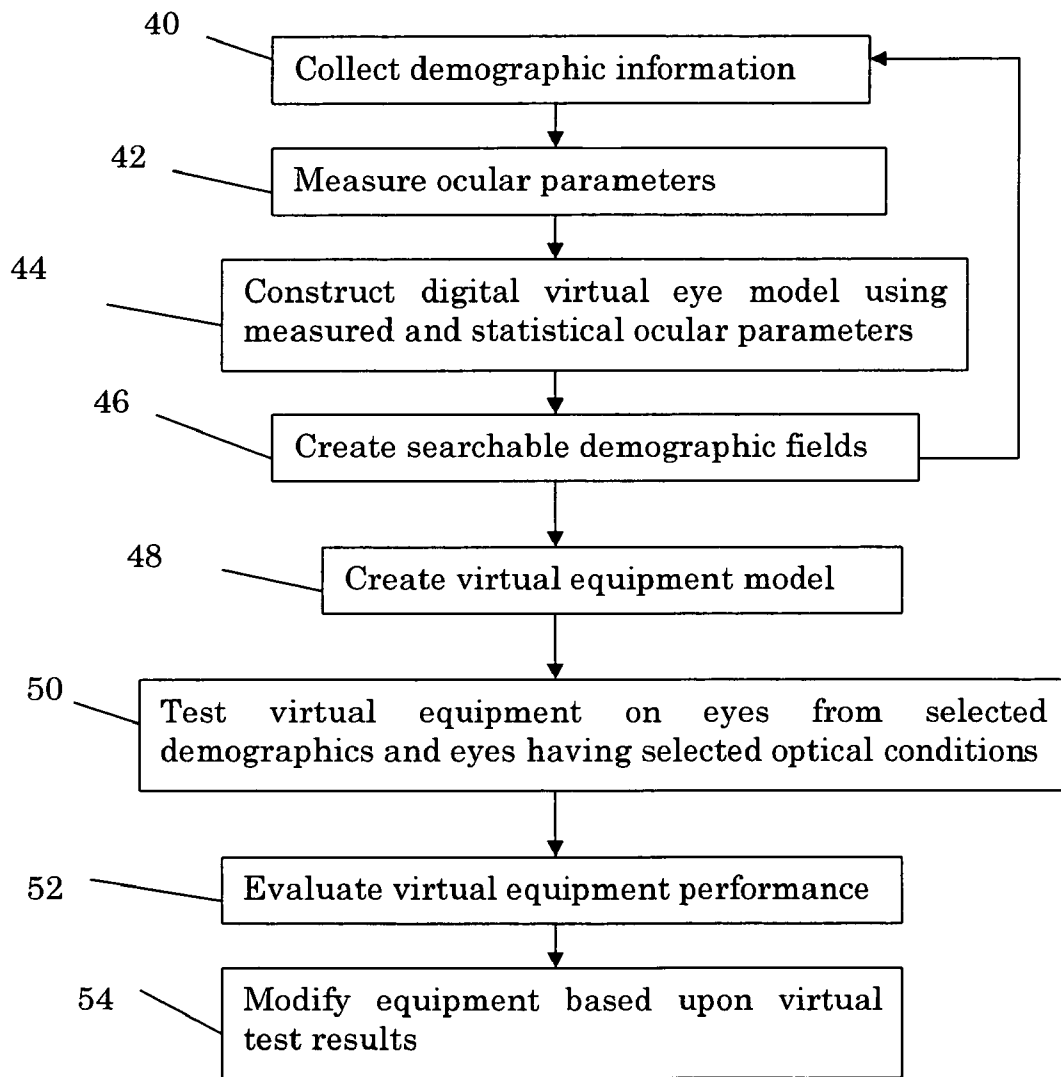 40
Collect demographic information
42
Measure ocular parameters
44
Construct digital virtual eye model using
measured and statistical ocular parameters
46
Create searchable demographic fields
48
Create virtual equipment model
50
Test virtual equipment on eyes from selected
demographics and eyes having selected optical conditions
52
Evaluate virtual equipment performance
54
Modify equipment based upon virtual
test results